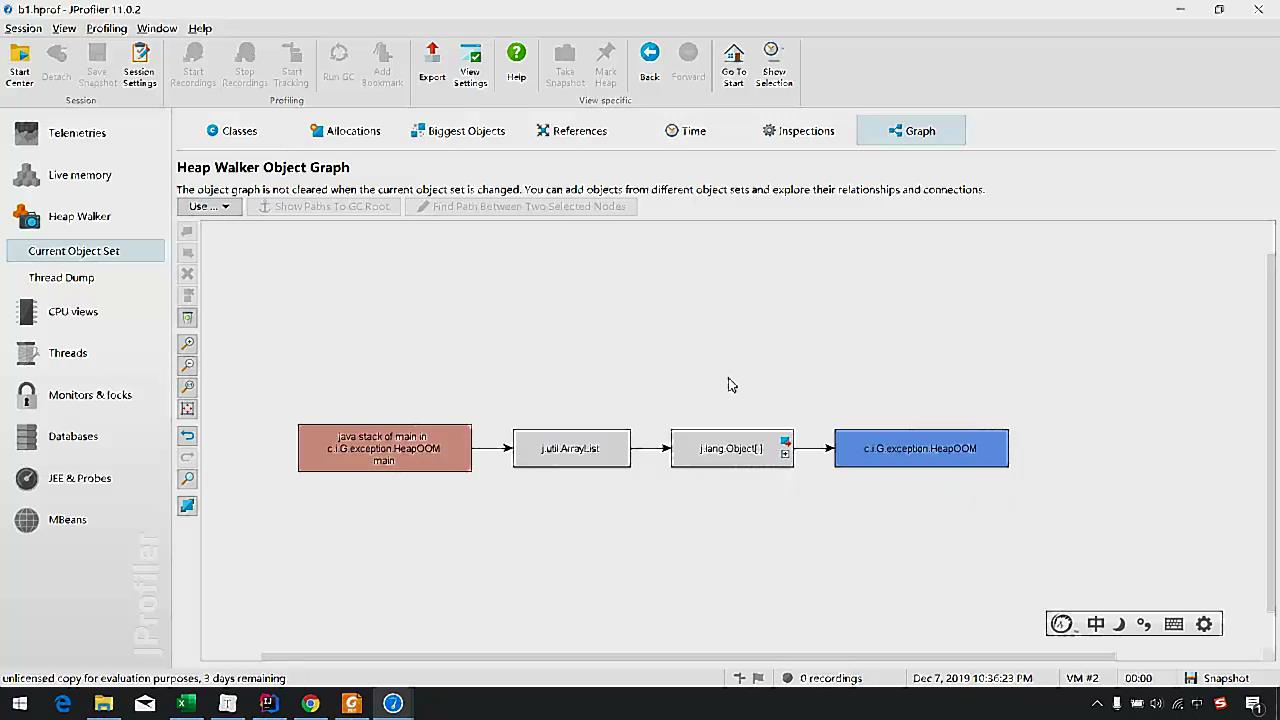 b1.hprof - JProfiler 11.0.2
Session View Profiling Window Help
Start Center
Detach
Save Snapshot
Session Settings
Start Recordings
Stop Recordings
Start Tracking
Run GC
Add Bookmark
Export
View Settings
Help
Take Snapshot
Mark Heap
Back
Forward
Go To Start
Show Selection
Session
Profiling
View specific
Telemetries
Live memory
Heap Walker
Current Object Set
Thread Dump
CPU views
Threads
Monitors & locks
Databases
JEE & Probes
MBeans
JProfiler
Classes
Allocations
Biggest Objects
References
Time
Inspections
Graph
Heap Walker Object Graph
The object graph is not cleared when the current object set is changed. You can add objects from different object sets and explore their relationships and connections.
Use ...
Show Paths To GC Root
Find Path Between Two Selected Nodes
java stack of main in
c.i.G.exception.HeapOOM
main
j.util.ArrayList
j.lang.Object[ ]
c.i.G.exception.HeapOOM
中
unlicensed copy for evaluation purposes, 3 days remaining
0 recordings
Dec 7, 2019 10:36:23 PM
VM #2
00:00
Snapshot
中